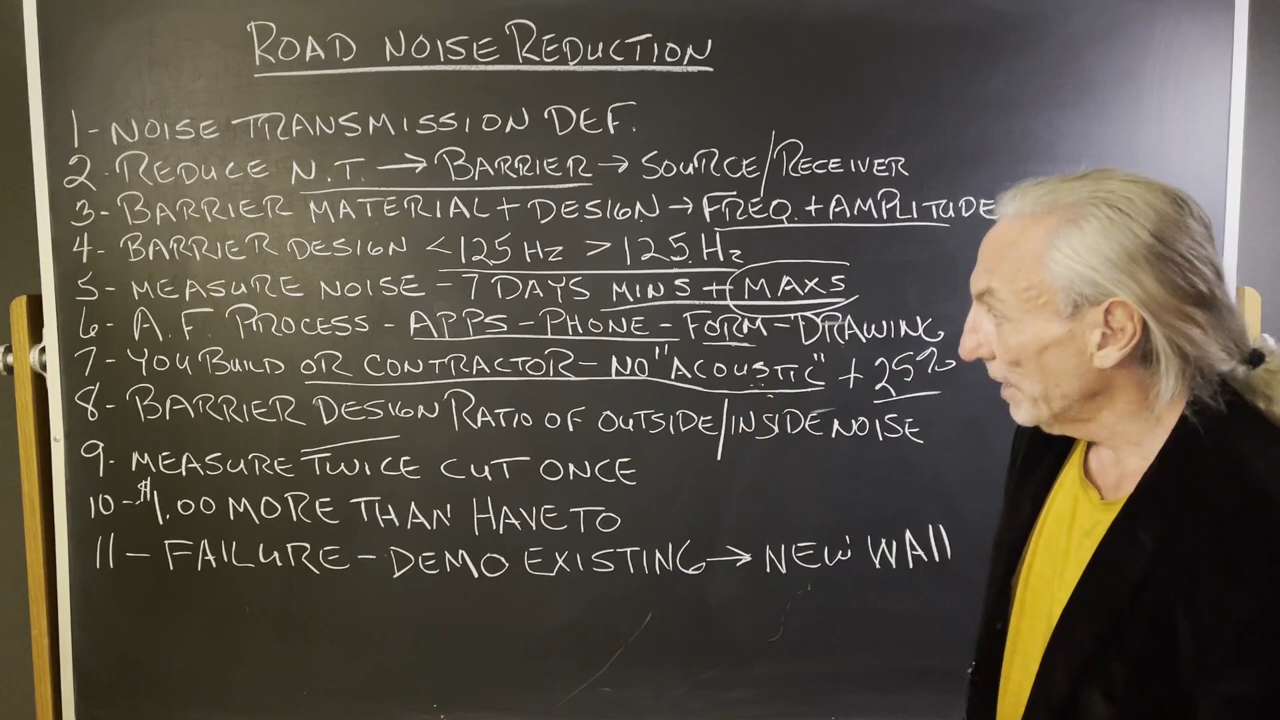 ROAD NOISE REDUCTION
1- NOISE TRANSMISSION DEF.
2- REDUCE N.T. → BARRIER → SOURCE/RECEIVER
3- BARRIER MATERIAL + DESIGN → FREQ. + AMPLITUDE
4- BARRIER DESIGN < 125 Hz > 125 Hz
5- MEASURE NOISE - 7 DAYS MINS + MAXS
6- A.F. PROCESS - APPS - PHONE - FORM - DRAWING
7- YOU BUILD OR CONTRACTOR - NO "ACOUSTIC" + 25%
8- BARRIER DESIGN RATIO OF OUTSIDE/INSIDE NOISE
9- MEASURE TWICE CUT ONCE
10- $1.00 MORE THAN HAVE TO
11- FAILURE - DEMO EXISTING → NEW WALL